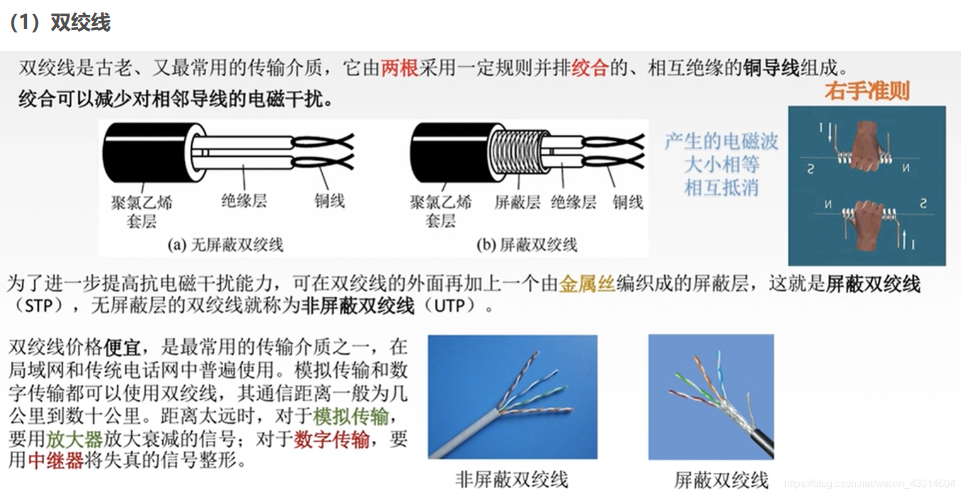 （1）双绞线
双绞线是古老、又最常用的传输介质，它由两根采用一定规则并排绞合的、相互绝缘的铜导线组成。
绞合可以减少对相邻导线的电磁干扰。
右手准则
产生的电磁波
大小相等
相互抵消
I
S
N
N
S
I
聚氯乙烯
套层
绝缘层
铜线
(a) 无屏蔽双绞线
聚氯乙烯
套层
屏蔽层
绝缘层
铜线
(b) 屏蔽双绞线
为了进一步提高抗电磁干扰能力，可在双绞线的外面再加上一个由金属丝编织成的屏蔽层，这就是屏蔽双绞线
（STP），无屏蔽层的双绞线就称为非屏蔽双绞线（UTP）。
双绞线价格便宜，是最常用的传输介质之一，在
局域网和传统电话网中普遍使用。模拟传输和数
字传输都可以使用双绞线，其通信距离一般为几
公里到数十公里。距离太远时，对于模拟传输，
要用放大器放大衰减的信号；对于数字传输，要
用中继器将失真的信号整形。
非屏蔽双绞线
屏蔽双绞线
https://blog.csdn.net/weixin_43914604